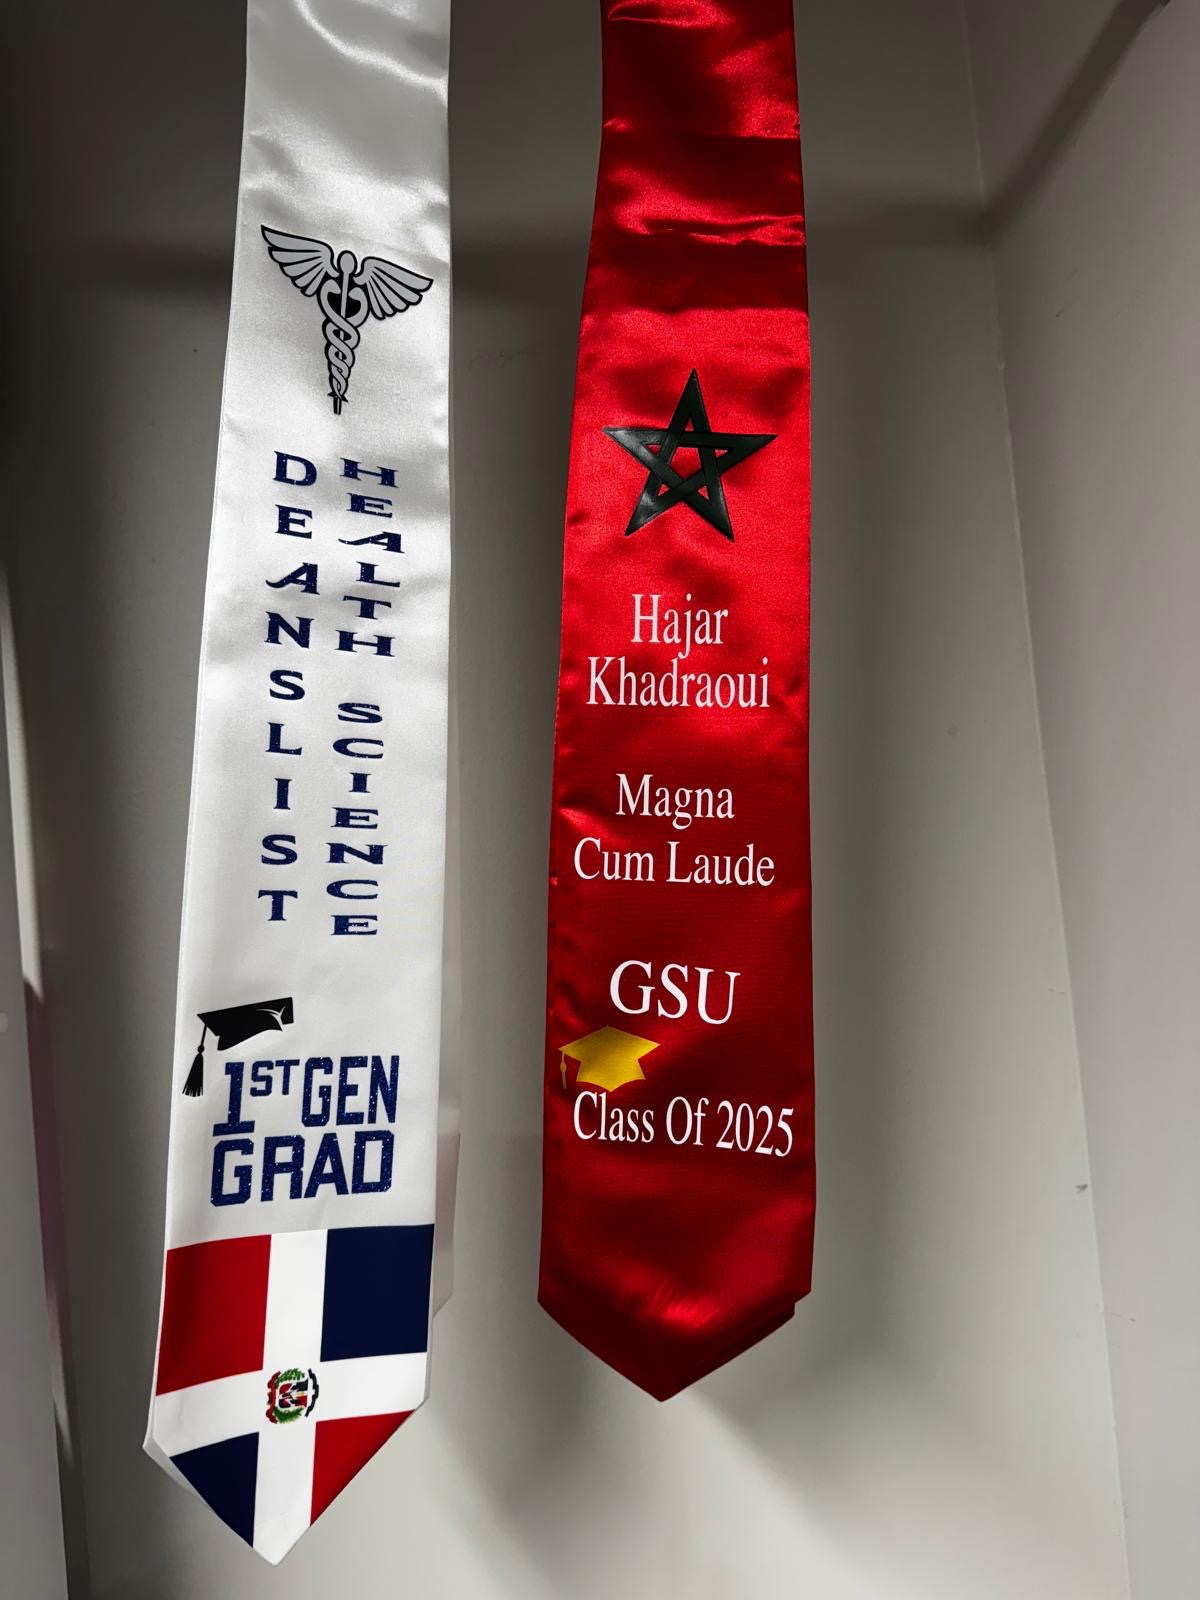 DEANSLIST
HEALTH SCIENCE
1ST GEN
GRAD
Hajar
Khadraoui
Magna
Cum Laude
GSU
Class Of 2025